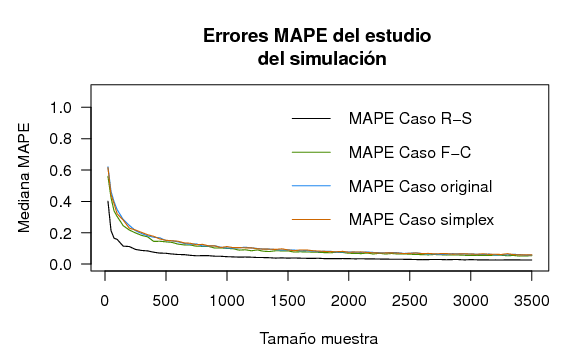 Errores MAPE del estudio
del simulación
Mediana MAPE
1.0
0.8
0.6
0.4
0.2
0.0
MAPE Caso R−S
MAPE Caso F−C
MAPE Caso original
MAPE Caso simplex
0 500 1000 1500 2000 2500 3000 3500
Tamaño muestra